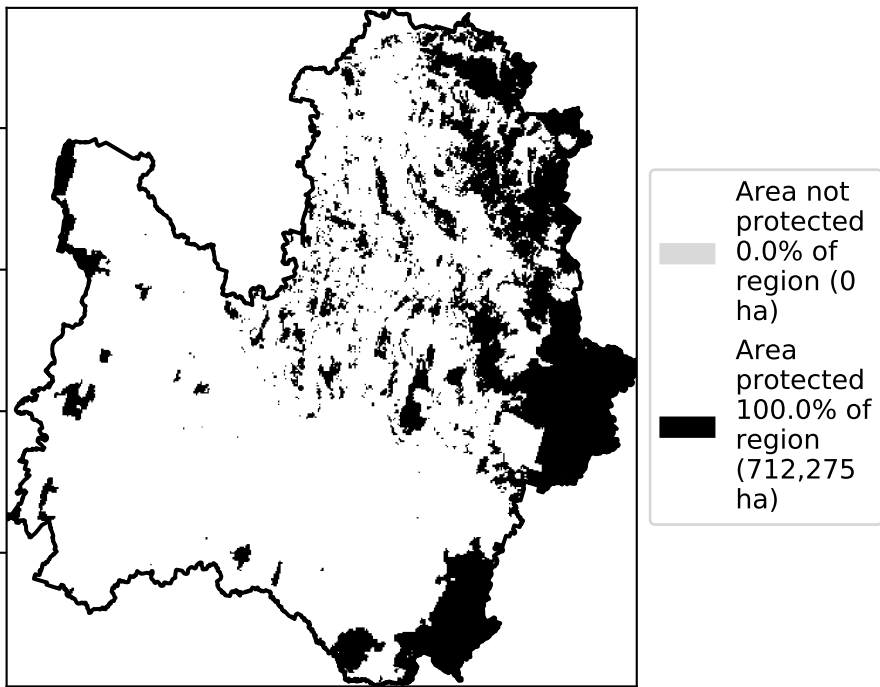 Area not
protected
0.0% of
region (0
ha)
Area
protected
100.0% of
region
(712,275
ha)